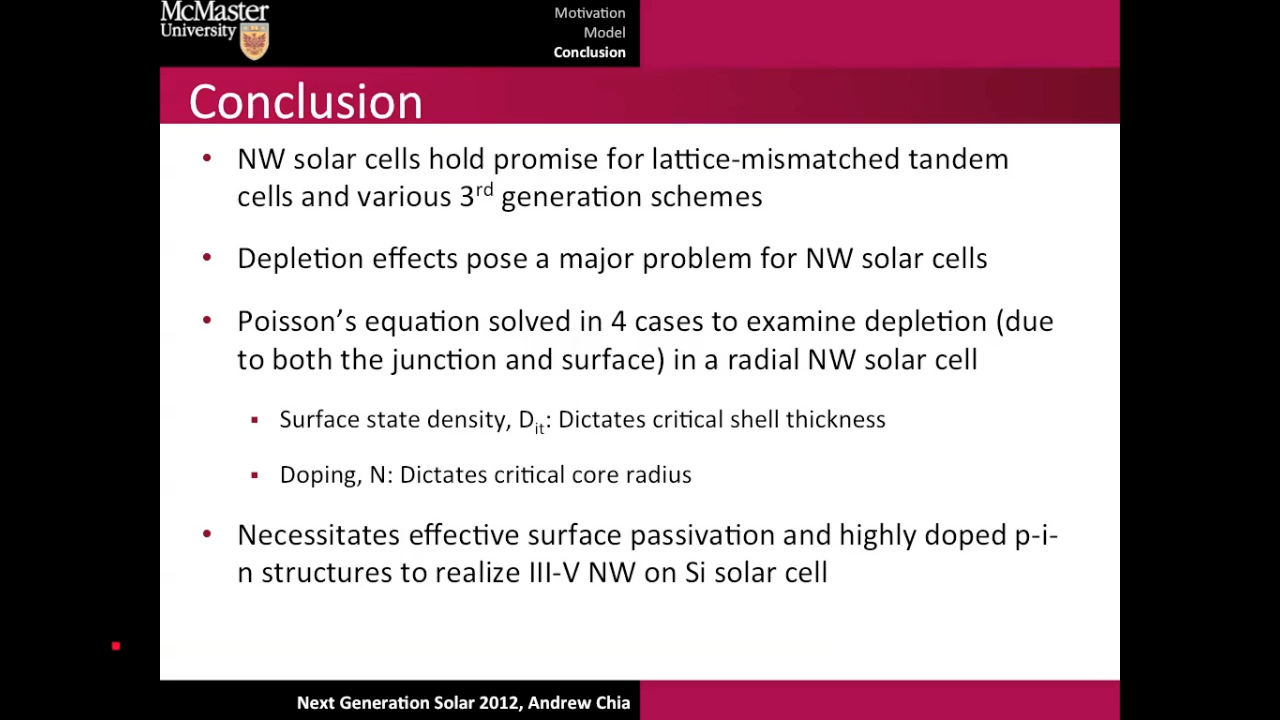 McMaster
University
Motivation
Model
Conclusion
Conclusion
• NW solar cells hold promise for lattice-mismatched tandem
cells and various 3rd generation schemes
• Depletion effects pose a major problem for NW solar cells
• Poisson’s equation solved in 4 cases to examine depletion (due
to both the junction and surface) in a radial NW solar cell
▪ Surface state density, Dit: Dictates critical shell thickness
▪ Doping, N: Dictates critical core radius
• Necessitates effective surface passivation and highly doped p-i-
n structures to realize III-V NW on Si solar cell
Next Generation Solar 2012, Andrew Chia